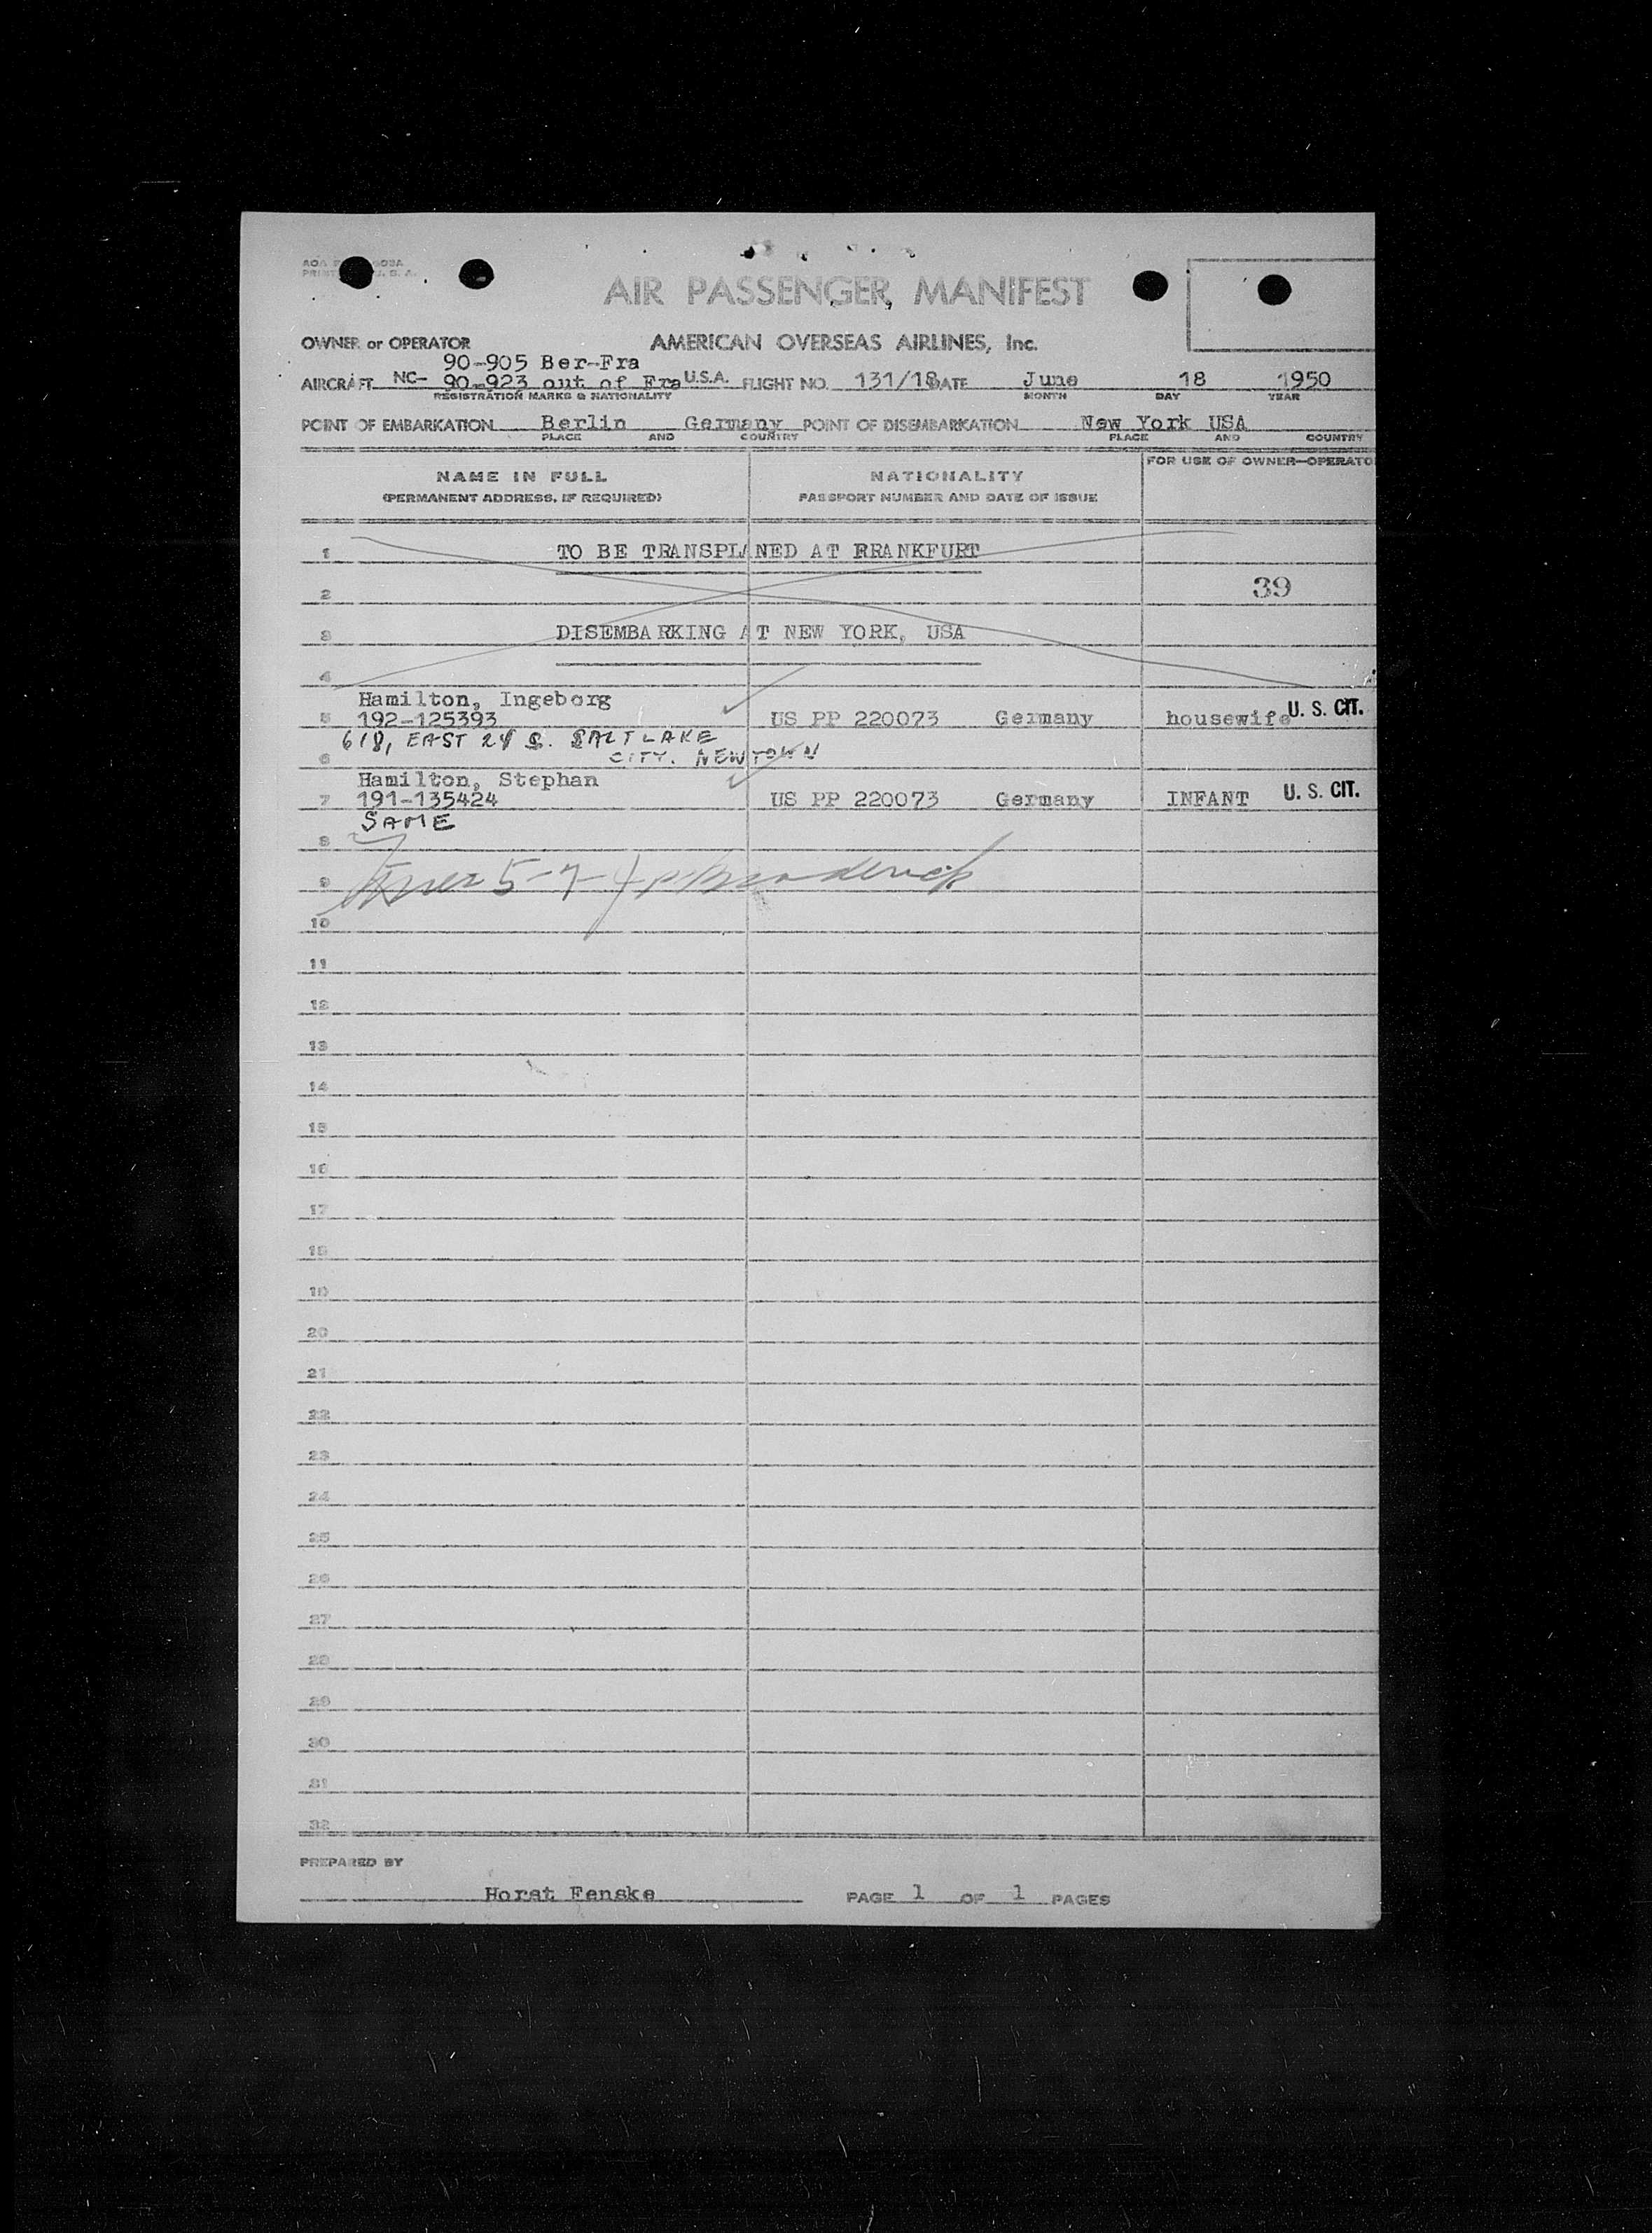 AIR PASSENGER MANIFEST
OWNER or OPERATOR AMERICAN OVERSEAS AIRLINES, Inc.
90-905 Ber-Fra
AIRCRAFT NC- 90-923 out of Fra U.S.A. FLIGHT NO. 131/18 DATE June 18 1950
REGISTRATION MARKS & NATIONALITY MONTH DAY YEAR
POINT OF EMBARKATION Berlin Germany POINT OF DISEMBARKATION New York USA
PLACE AND COUNTRY PLACE AND COUNTRY
NAME IN FULL NATIONALITY FOR USE OF OWNER—OPERATO
(PERMANENT ADDRESS, IF REQUIRED) PASSPORT NUMBER AND DATE OF ISSUE
1 TO BE TRANSPLANED AT FRANKFURT
2 39
3 DISEMBARKING AT NEW YORK, USA
4
Hamilton, Ingeborg
5 192-125393 US PP 220073 Germany housewife U. S. CIT.
618, EAST 24 S. SALT LAKE
6 CITY. NEWTOWN
Hamilton, Stephan
7 191-135424 US PP 220073 Germany INFANT U. S. CIT.
SAME
8
9 5-7-
10
11
12
13
14
15
16
17
18
19
20
21
22
23
24
25
26
27
28
29
30
31
32
PREPARED BY
Horst Fenske PAGE 1 OF 1 PAGES